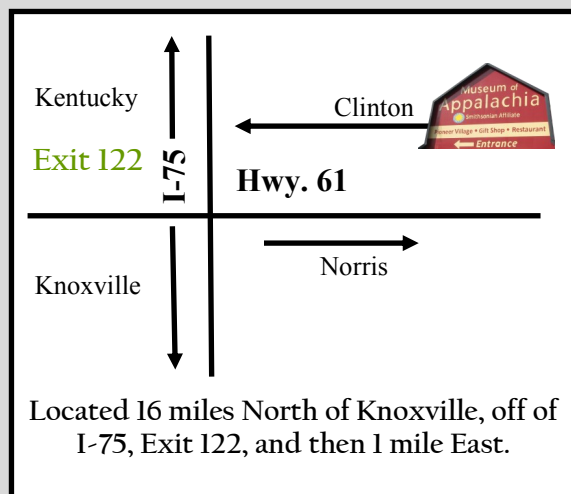 Kentucky
Exit 122
I-75
Clinton
Museum of
Appalachia
Smithsonian Affiliate
Pioneer Village • Gift Shop • Restaurant
Entrance
Hwy. 61
Norris
Knoxville
Located 16 miles North of Knoxville, off of
I-75, Exit 122, and then 1 mile East.